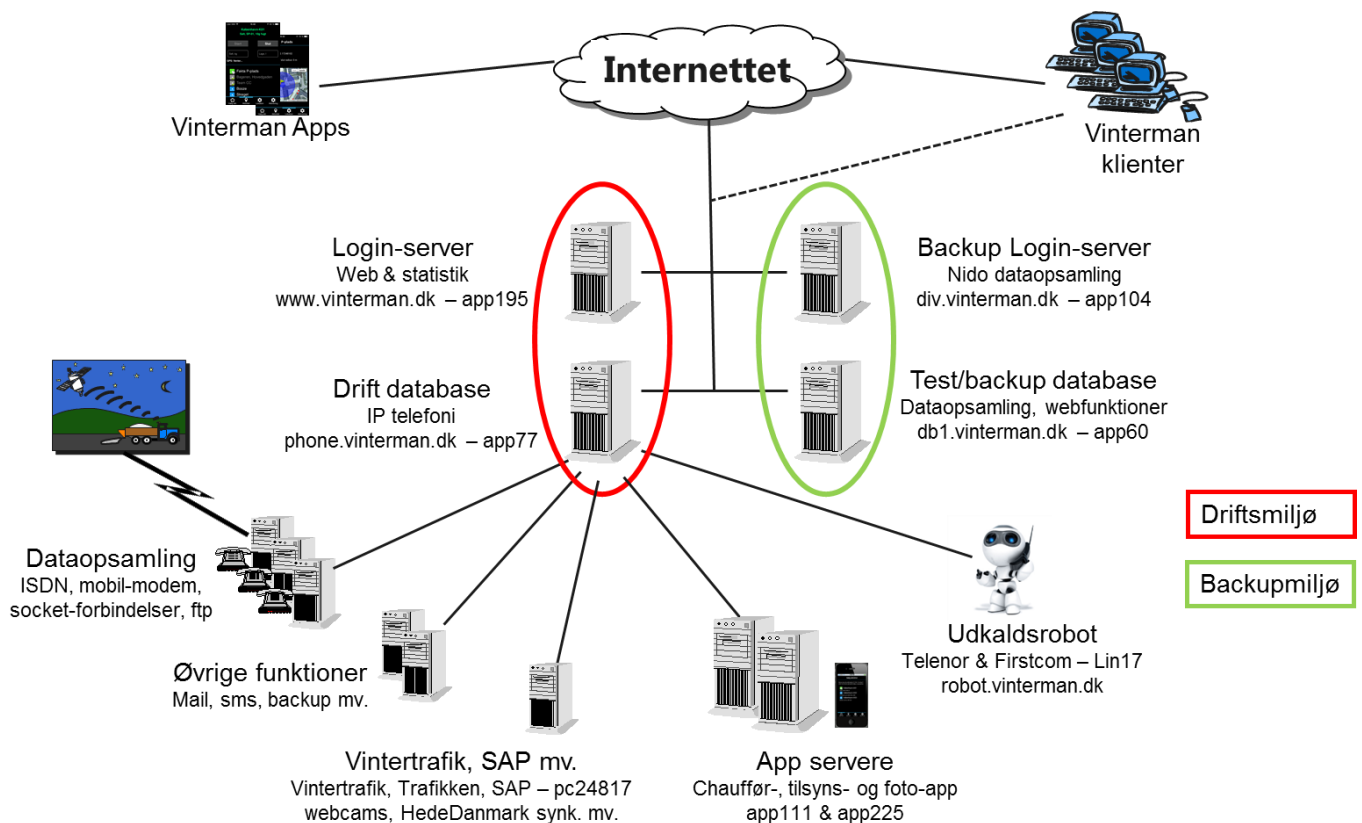 Internettet
Vinterman Apps
Vinterman
klienter
Login-server
Web & statistik
www.vinterman.dk – app195
Backup Login-server
Nido dataopsamling
div.vinterman.dk – app104
Drift database
IP telefoni
phone.vinterman.dk – app77
Test/backup database
Dataopsamling, webfunktioner
db1.vinterman.dk – app60
Driftsmiljø
Backupmiljø
Dataopsamling
ISDN, mobil-modem,
socket-forbindelser, ftp
Øvrige funktioner
Mail, sms, backup mv.
Udkaldsrobot
Telenor & Firstcom – Lin17
robot.vinterman.dk
Vintertrafik, SAP mv.
Vintertrafik, Trafikken, SAP – pc24817
webcams, HedeDanmark synk. mv.
App servere
Chauffør-, tilsyns- og foto-app
app111 & app225